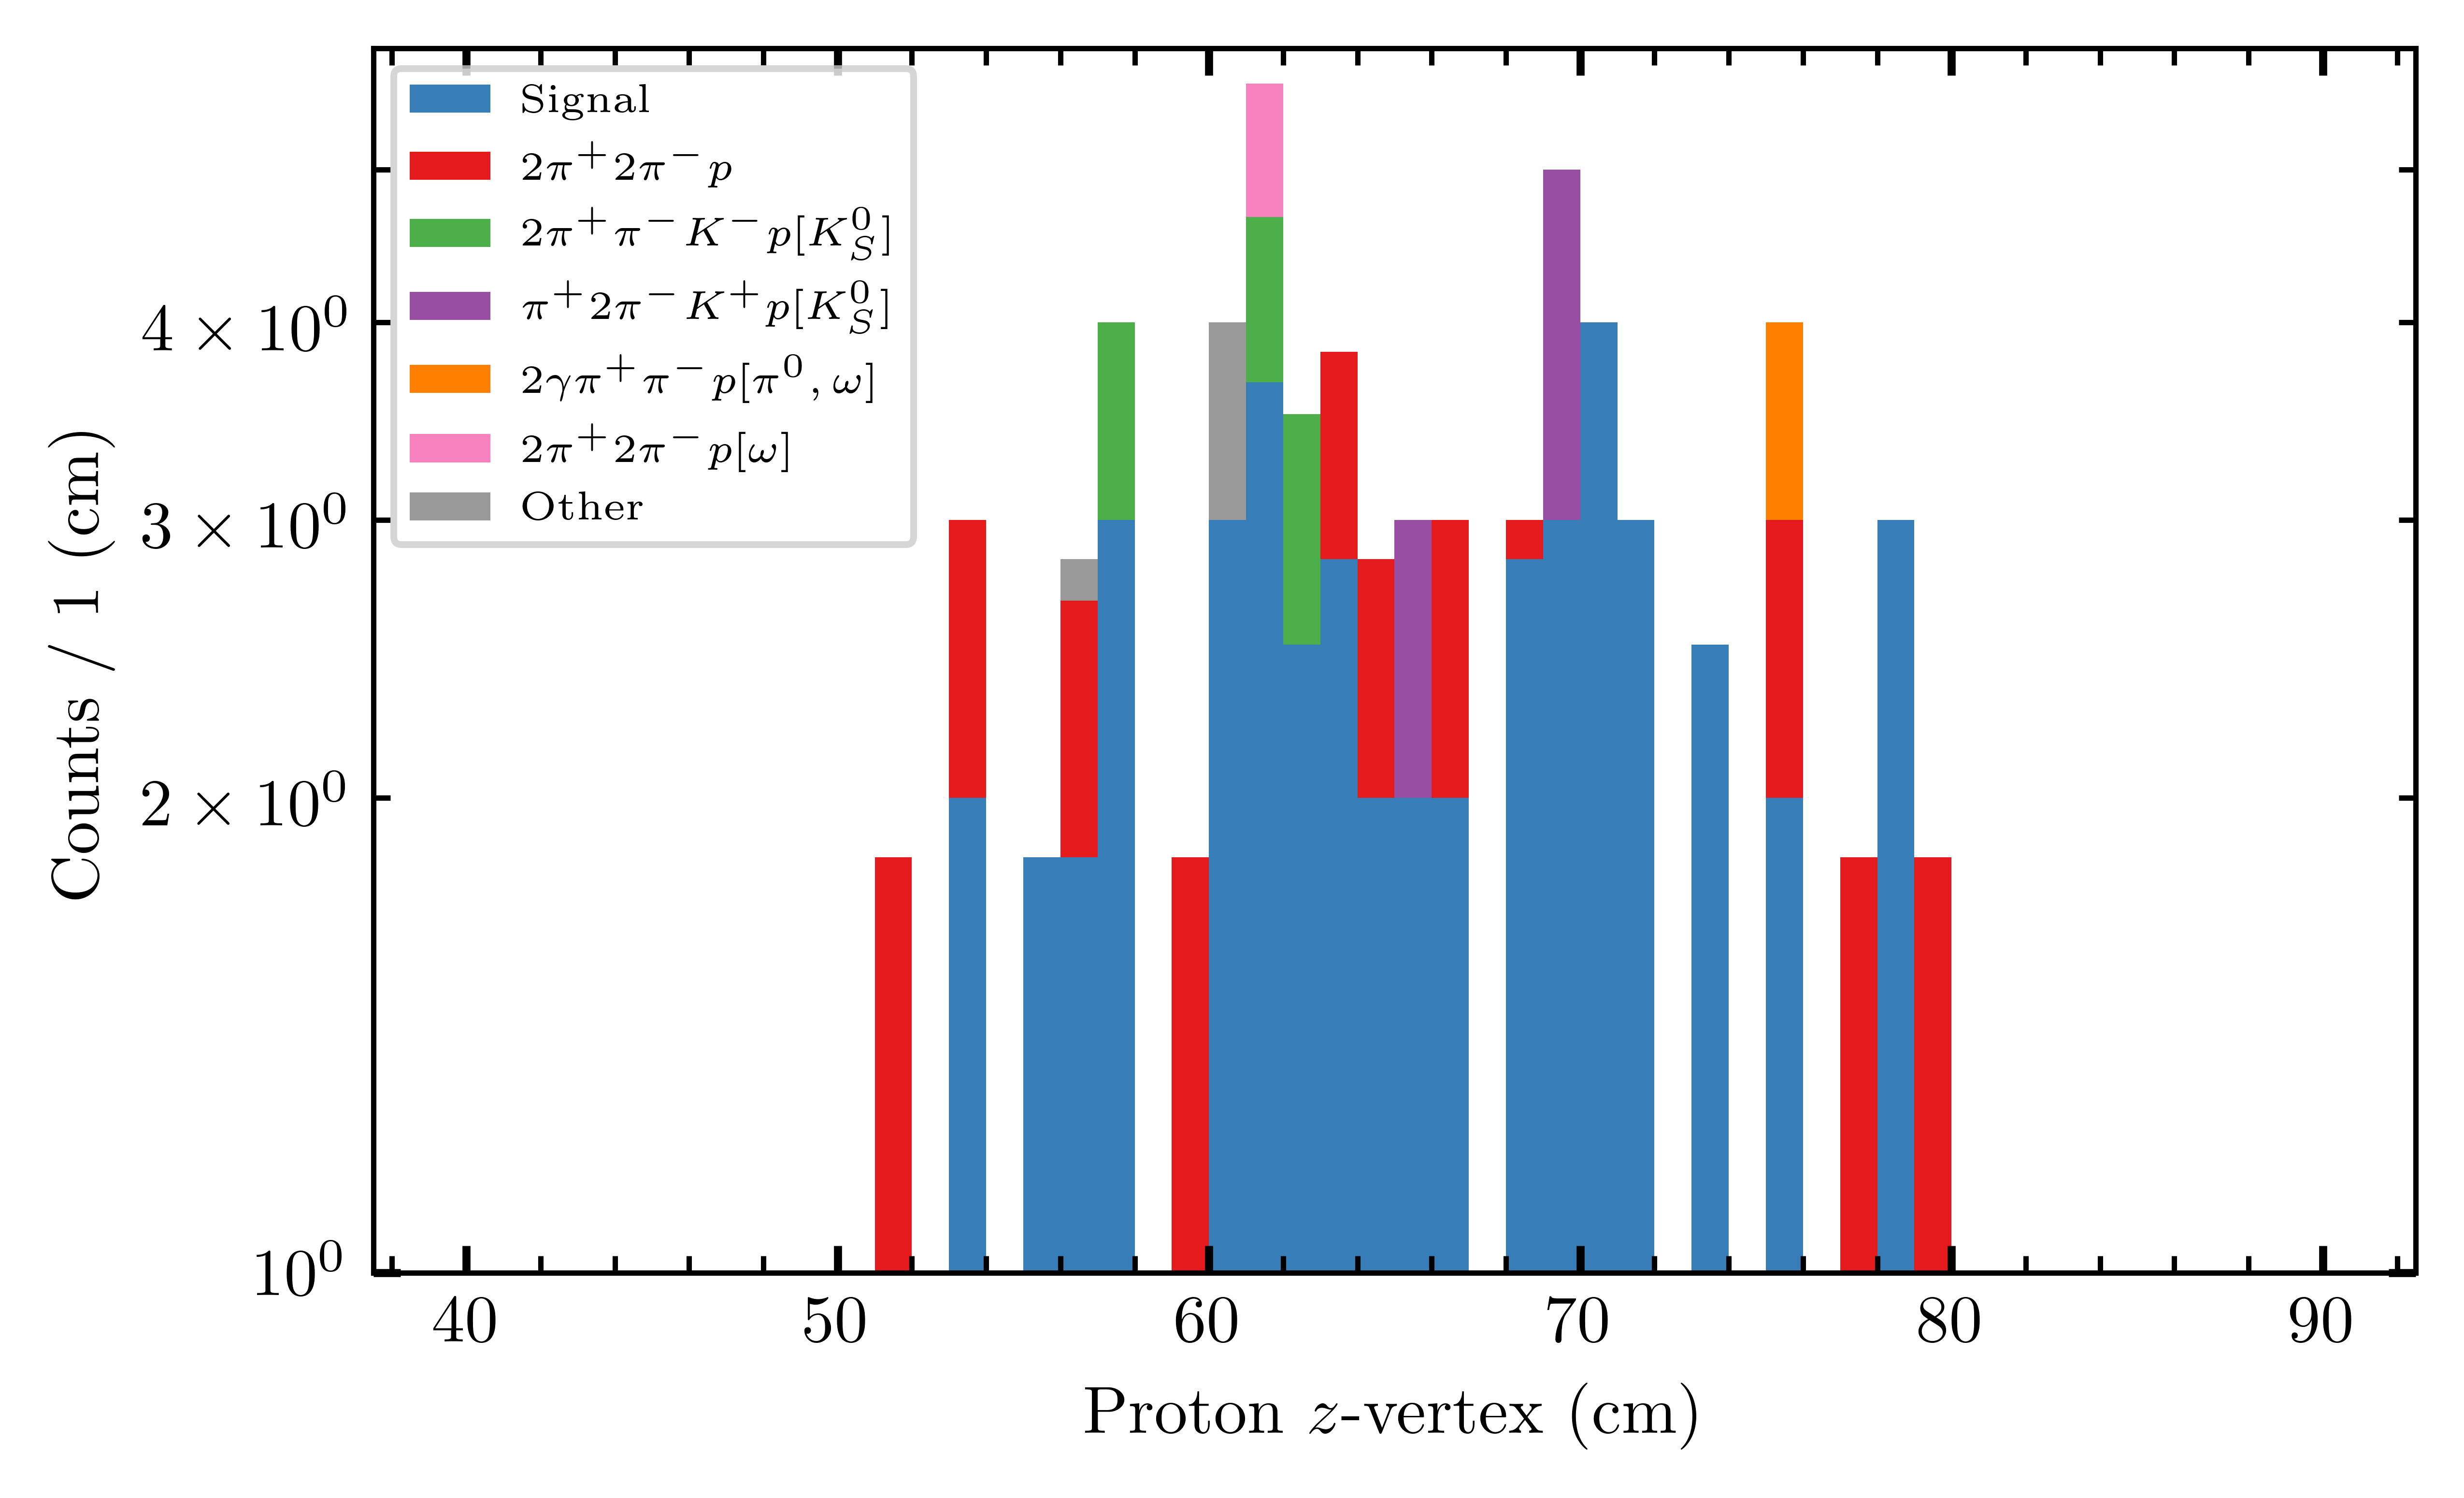 Signal
2π⁺2π⁻p
2π⁺π⁻K⁻p[K⁰_S]
π⁺2π⁻K⁺p[K⁰_S]
2γπ⁺π⁻p[π⁰, ω]
2π⁺2π⁻p[ω]
Other
4 × 10⁰
3 × 10⁰
2 × 10⁰
10⁰
Counts / 1 (cm)
40 50 60 70 80 90
Proton z-vertex (cm)